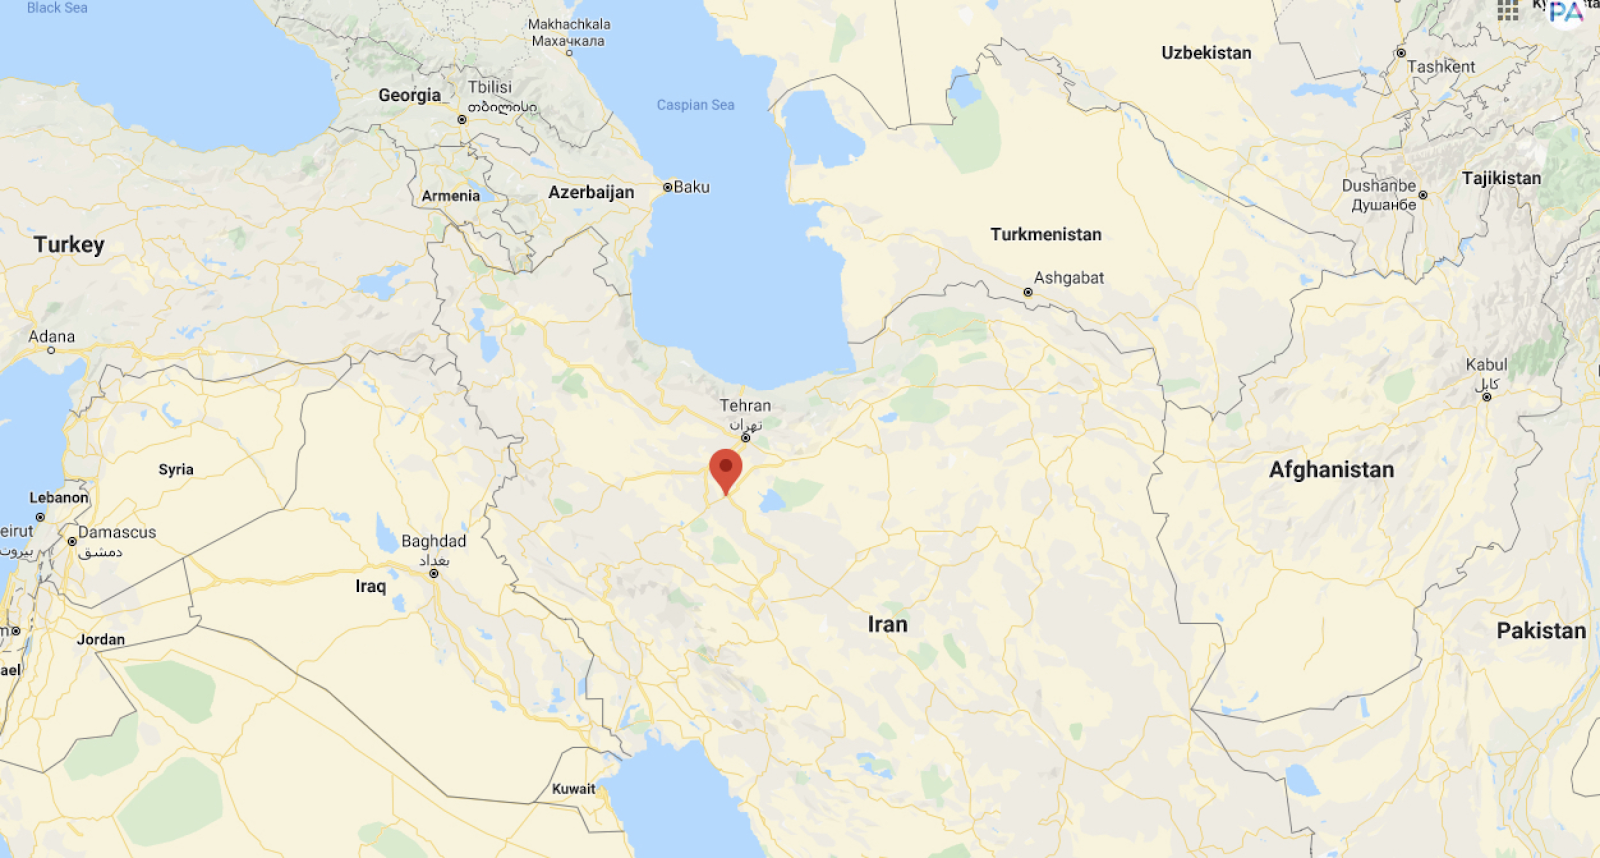 Black Sea
Makhachkala
Махачкала
Uzbekistan
Tashkent
Georgia
Tbilisi
თბილისი
Caspian Sea
Armenia
Azerbaijan
Baku
Dushanbe
Душанбе
Tajikistan
Turkey
Turkmenistan
Ashgabat
Adana
Kabul
کابل
Tehran
تهران
Syria
Afghanistan
Lebanon
eirut
بيروت
Damascus
دمشق
Baghdad
بغداد
Iraq
Iran
Jordan
Pakistan
ael
Kuwait
PA